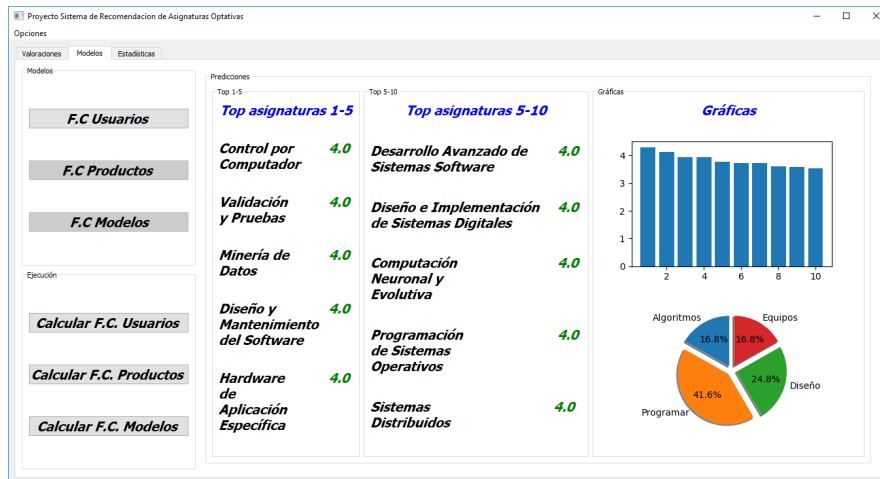 Proyecto Sistema de Recomendacion de Asignaturas Optativas
Opciones
Valoraciones
Modelos
Estadísticas
Modelos
F.C Usuarios
F.C Productos
F.C Modelos
Ejecución
Calcular F.C. Usuarios
Calcular F.C. Productos
Calcular F.C. Modelos
Predicciones
Top 1-5
Top asignaturas 1-5
Control por 4.0
Computador
Validación 4.0
y Pruebas
Minería de 4.0
Datos
Diseño y 4.0
Mantenimiento
del Software
Hardware 4.0
de
Aplicación
Específica
Top 5-10
Top asignaturas 5-10
Desarrollo Avanzado de 4.0
Sistemas Software
Diseño e Implementación 4.0
de Sistemas Digitales
Computación 4.0
Neuronal y
Evolutiva
Programación 4.0
de Sistemas
Operativos
Sistemas 4.0
Distribuidos
Gráficas
Gráficas
4
3
2
1
0
2 4 6 8 10
Algoritmos
Equipos
16.8%
16.8%
24.8%
Diseño
41.6%
Programar